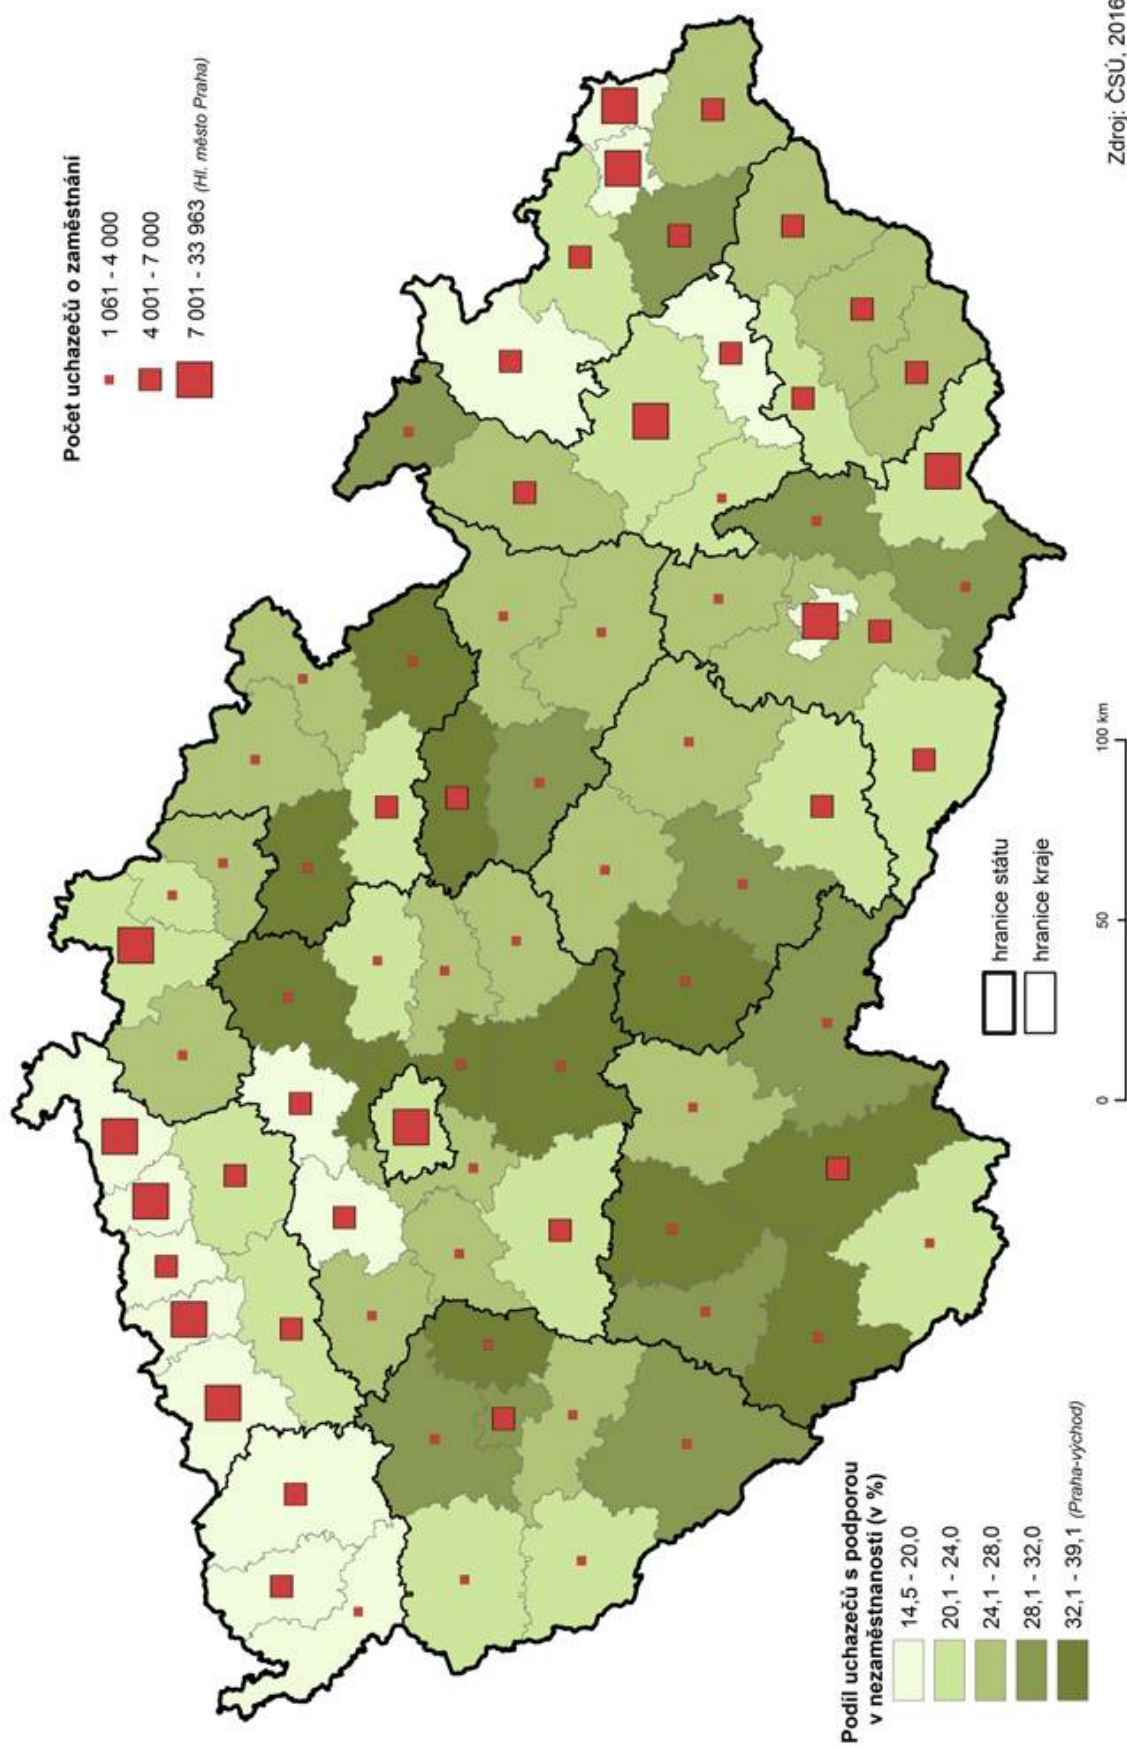 Počet uchazečů o zaměstnání
1 061 - 4 000
4 001 - 7 000
7 001 - 33 963 (Hl. město Praha)
Podíl uchazečů s podporou
v nezaměstnanosti (v %)
14,5 - 20,0
20,1 - 24,0
24,1 - 28,0
28,1 - 32,0
32,1 - 39,1 (Praha-východ)
hranice státu
hranice kraje
0 50 100 km
Zdroj: ČSÚ, 2016